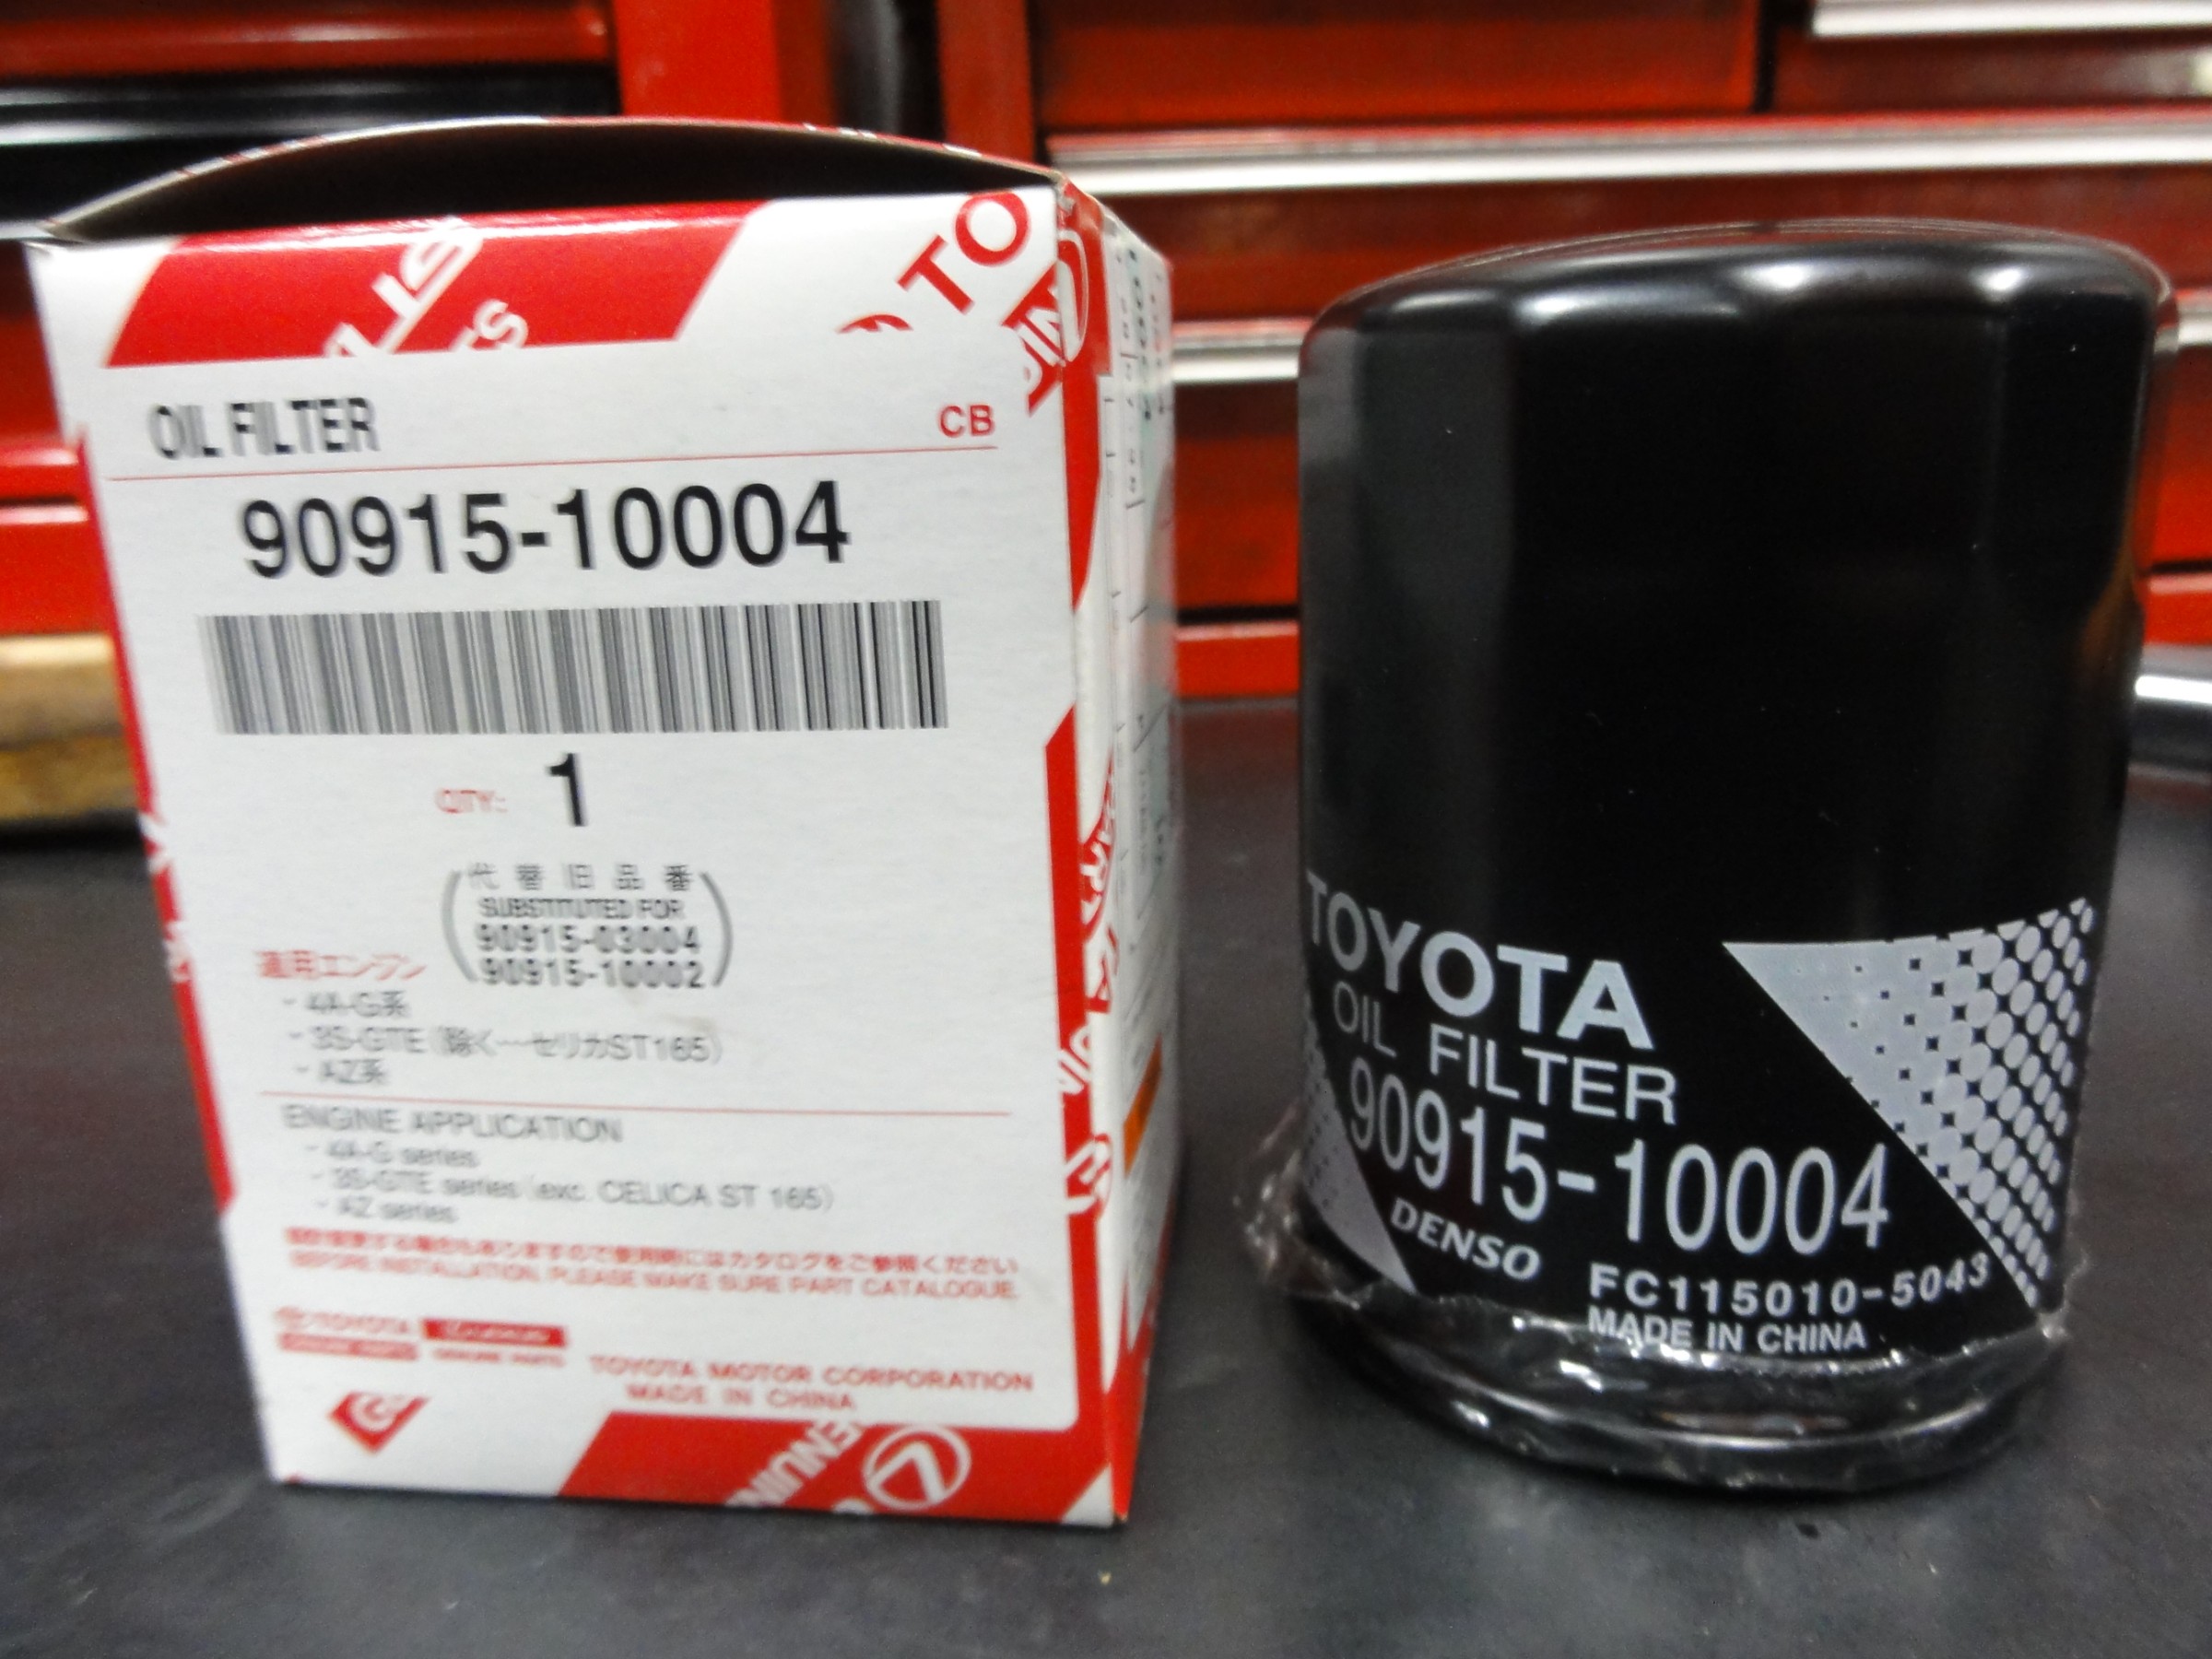 TO
OIL FILTER
CB
90915-10004
QTY: 1
代替旧品番
SUBSTITUTED FOR
90915-03004
90915-10002
適用エンジン
・4A-G系
・3S-GTE (除く…セリカST165)
・AZ系
ENGINE APPLICATION
・4A-G series
・3S-GTE series (exc. CELICA ST 165)
・AZ series
BEFORE INSTALLATION, PLEASE MAKE SURE PART CATALOGUE.
TOYOTA
GENUINE PARTS
TOYOTA MOTOR CORPORATION
MADE IN CHINA
TOYOTA
OIL FILTER
90915-10004
DENSO
FC115010-5043
MADE IN CHINA